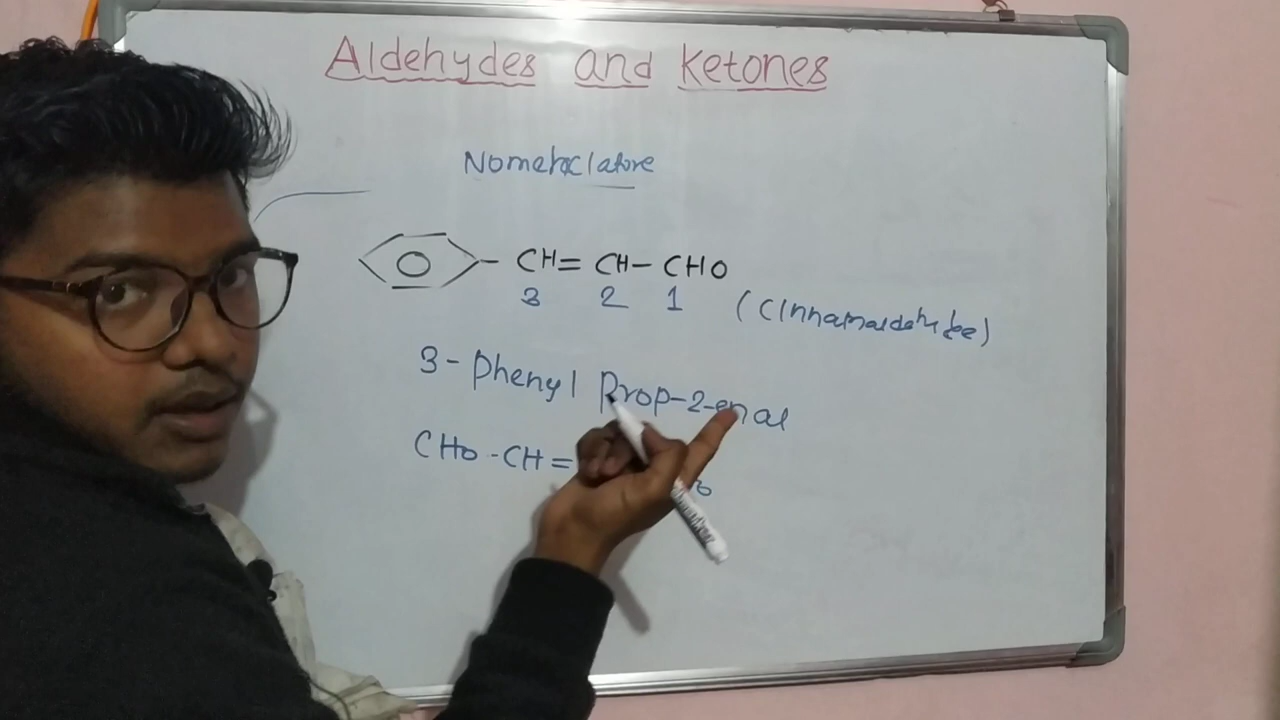 Aldehydes and Ketones
Nomenclature
CH= CH- CHO
3 2 1
(Cinnamaldehyde)
3- Phenyl Prop-2-enal
CHO -CH=